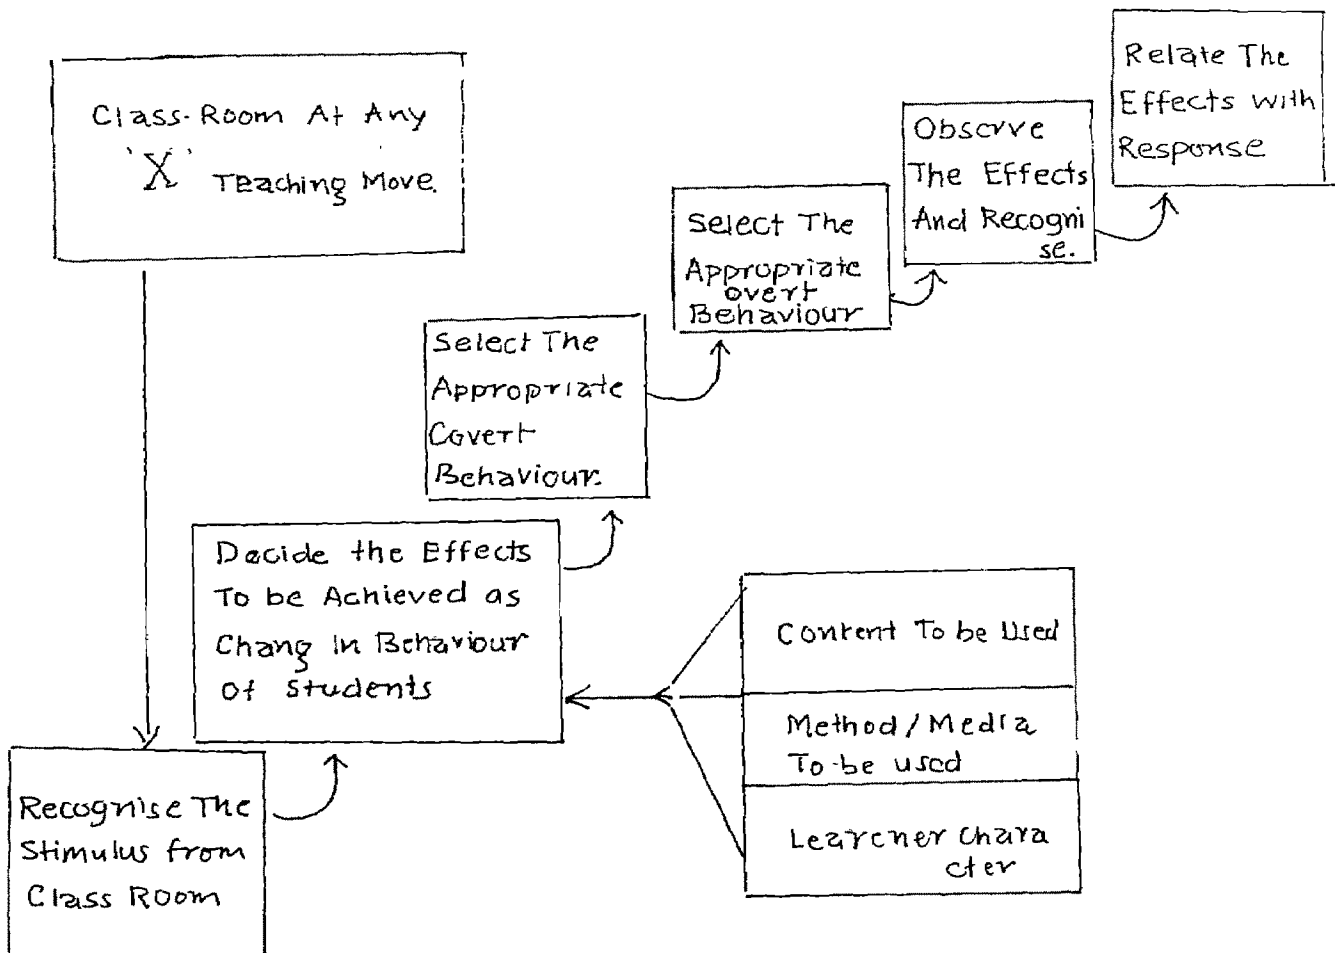 Class-Room At Any
'X' Teaching Move.
Relate The
Effects with
Response
Observe
The Effects
And Recogni
se.
Select The
Appropriate
overt
Behaviour
Select The
Appropriate
Covert
Behaviour.
Decide the Effects
To be Achieved as
Chang In Behaviour
Of Students
Content To be Used
Method/Media
To be used
Learcner Chara
cter
Recognise The
Stimulus from
Class Room